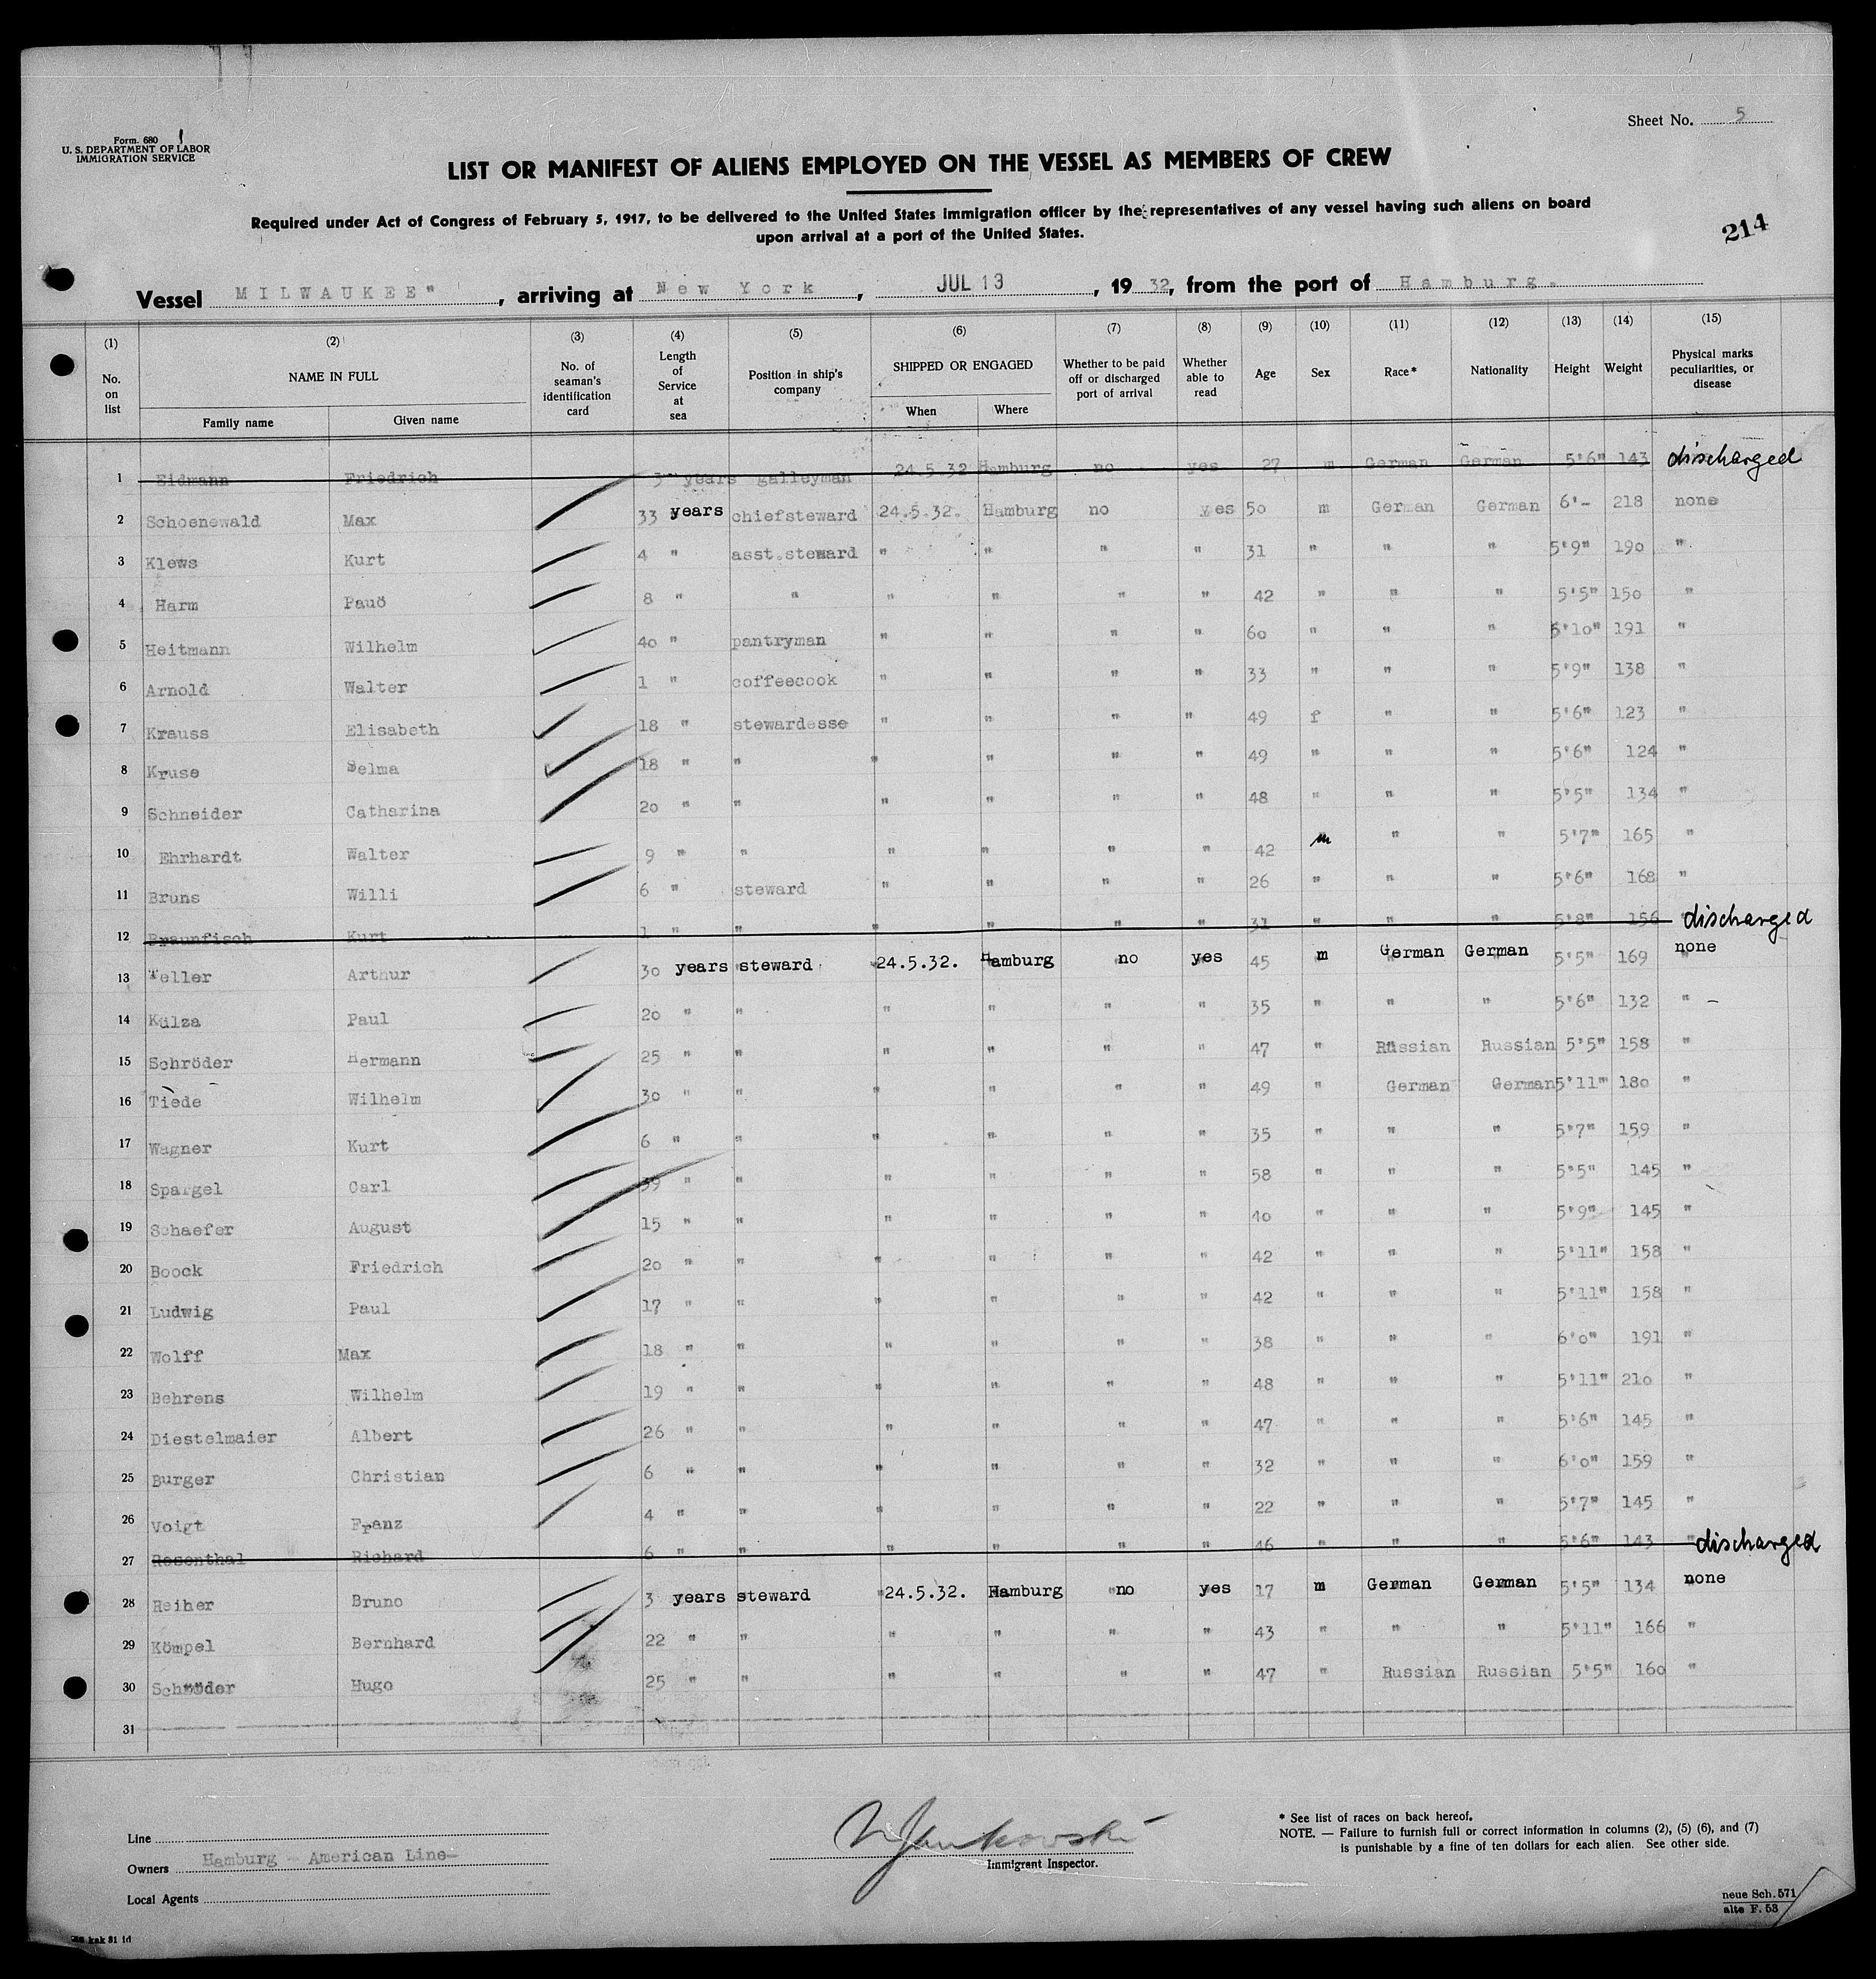 Form. 680
U. S. DEPARTMENT OF LABOR
IMMIGRATION SERVICE
Sheet No. 5
LIST OR MANIFEST OF ALIENS EMPLOYED ON THE VESSEL AS MEMBERS OF CREW
Required under Act of Congress of February 5, 1917, to be delivered to the United States immigration officer by the representatives of any vessel having such aliens on board
upon arrival at a port of the United States.
214
Vessel MILWAUKEE" , arriving at New York , JUL 13 , 19 32, from the port of Hamburg.
(1) No. on list (2) NAME IN FULL Family name Given name (3) No. of seaman's identification card (4) Length of Service at sea (5) Position in ship's company (6) SHIPPED OR ENGAGED When Where (7) Whether to be paid off or discharged port of arrival (8) Whether able to read (9) Age (10) Sex (11) Race* (12) Nationality (13) Height (14) Weight (15) Physical marks peculiarities, or disease
1 Eidmann Friedrich 3 years galleyman 24.5.32 Hamburg no yes 27 m German German 5'6" 143 discharged
2 Schoenewald Max 33 years chiefsteward 24.5.32. Hamburg no yes 50 m German German 6'- 218 none
3 Klews Kurt 4 " asst.steward " " " " 31 " " " 5'9" 190 "
4 Harm Pauö 8 " " " " " " 42 " " " 5'5" 150 "
5 Heitmann Wilhelm 40 " pantryman " " " " 60 " " " 5'10" 191 "
6 Arnold Walter 1 " coffeecook " " " " 33 " " " 5'9" 138 "
7 Krauss Elisabeth 18 " stewardesse " " " " 49 f " " 5'6" 123 "
8 Kruse Selma 18 " " " " " " 49 " " " 5'6" 124 "
9 Schneider Catharina 20 " " " " " " 48 " " " 5'5" 134 "
10 Ehrhardt Walter 9 " " " " " " 42 m " " 5'7" 165 "
11 Bruns Willi 6 " steward " " " " 26 " " " 5'6" 168 "
12 Braunfisch Kurt 1 " " " " " " 31 " " " 5'8" 156 " discharged
13 Teller Arthur 30 years steward 24.5.32. Hamburg no yes 45 m German German 5'5" 169 none
14 Külza Paul 20 " " " " " " 35 " " " 5'6" 132 "
15 Schröder Hermann 25 " " " " " " 47 " Russian Russian 5'5" 158 "
16 Tiede Wilhelm 30 " " " " " " 49 " German German 5'11" 180 "
17 Wagner Kurt 6 " " " " " " 35 " " " 5'7" 159 "
18 Spargel Carl 39 " " " " " " 58 " " " 5'5" 145 "
19 Schaefer August 15 " " " " " " 40 " " " 5'9" 145 "
20 Boock Friedrich 20 " " " " " " 42 " " " 5'11" 158 "
21 Ludwig Paul 17 " " " " " " 42 " " " 5'11" 158 "
22 Wolff Max 18 " " " " " " 38 " " " 6'0" 191 "
23 Behrens Wilhelm 19 " " " " " " 48 " " " 5'11" 210 "
24 Diestelmaier Albert 26 " " " " " " 47 " " " 5'6" 145 "
25 Burger Christian 6 " " " " " " 32 " " " 6'0" 159 "
26 Voigt Franz 4 " " " " " " 22 " " " 5'7" 145 "
27 Rosenthal Richard 6 " " " " " " 46 " " " 5'6" 143 " discharged
28 Reiher Bruno 3 years steward 24.5.32. Hamburg no yes 17 m German German 5'5" 134 none
29 Kömpel Bernhard 22 " " " " " " 43 " " " 5'11" 166 "
30 Schröder Hugo 25 " " " " " " 47 " Russian Russian 5'5" 160 "
31
Line
Owners Hamburg - American Line
Local Agents
Jankowski
Immigrant Inspector.
* See list of races on back hereof.
NOTE. — Failure to furnish full or correct information in columns (2), (5) (6), and (7)
is punishable by a fine of ten dollars for each alien. See other side.
neue Sch. 571
alte F. 53
kak 31 1d